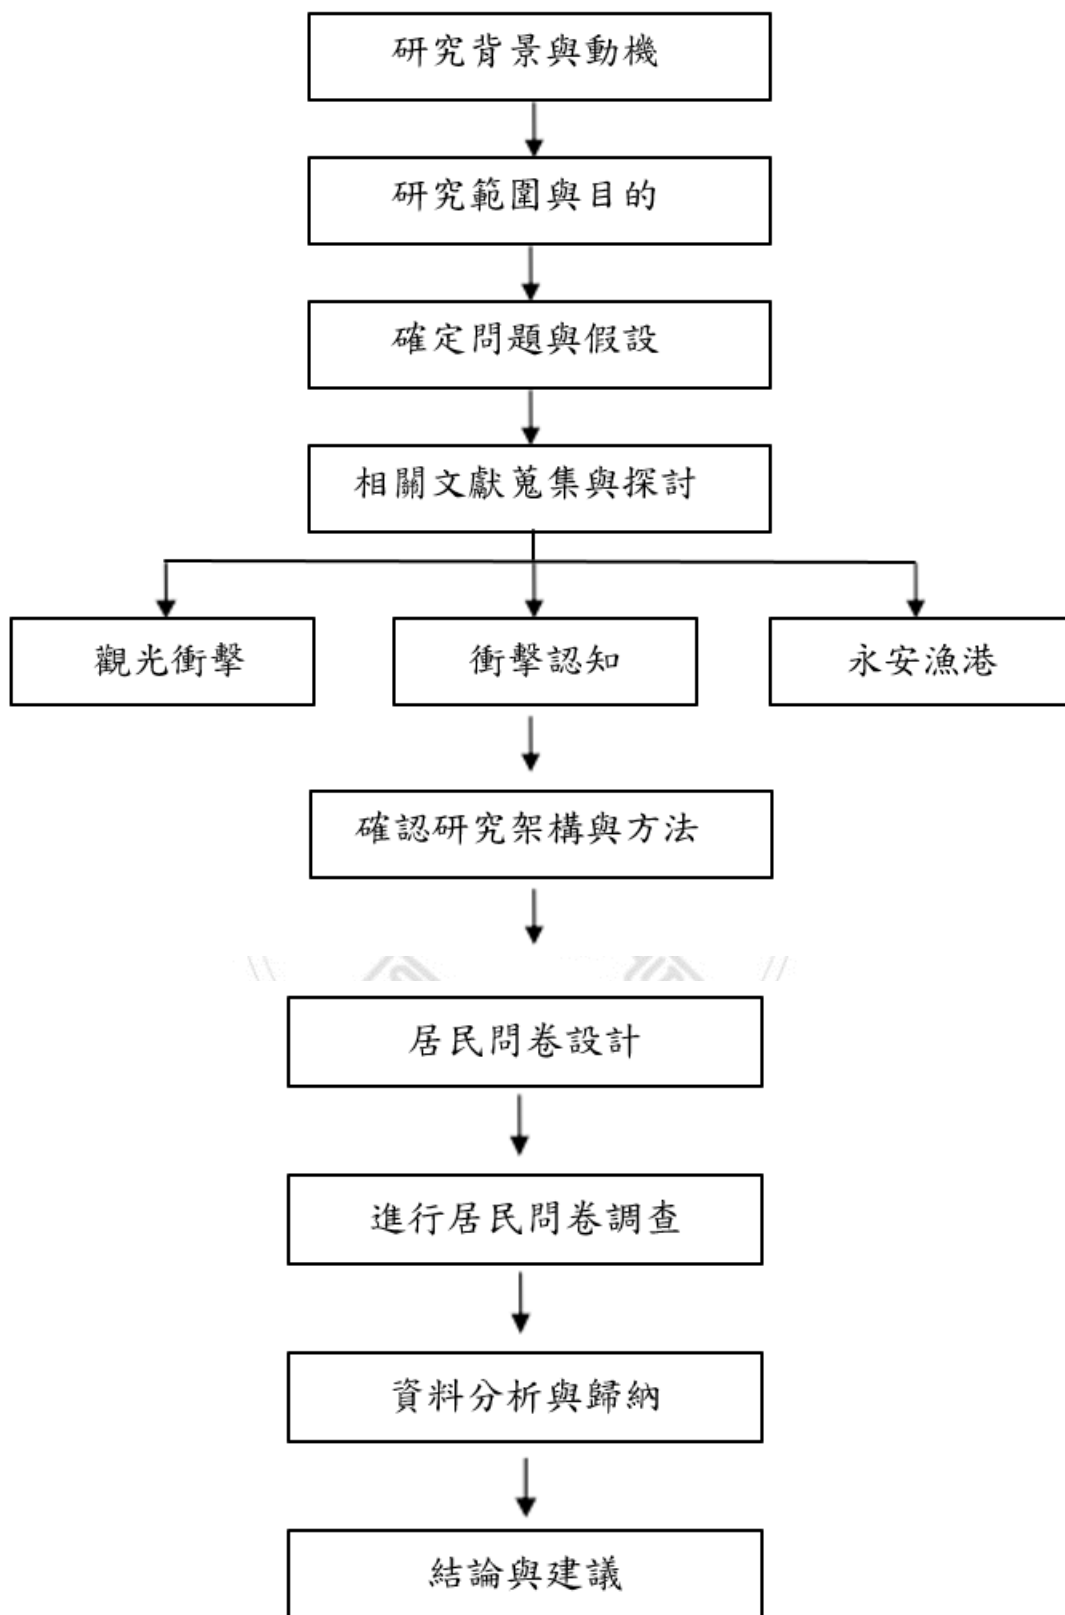 研究背景與動機
研究範圍與目的
確定問題與假設
相關文獻蒐集與探討
觀光衝擊
衝擊認知
永安漁港
確認研究架構與方法
居民問卷設計
進行居民問卷調查
資料分析與歸納
結論與建議